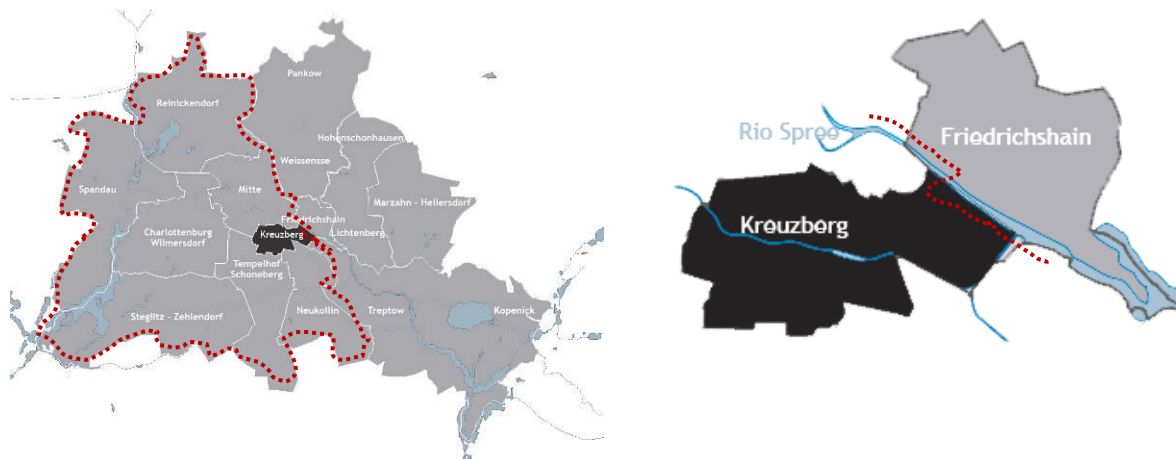 Pankow
Reinickendorf
Hohenschonhausen
Weissensse
Spandau
Mitte
Marzahn - Hellersdorf
Friedrichshain
Charllottenburg
Wilmersdorf
Kreuzberg
Lichtenberg
Tempelhof
Schoneberg
Steglitz - Zehlendorf
Neukolln
Treptow
Kopenick
Rio Spree
Friedrichshain
Kreuzberg